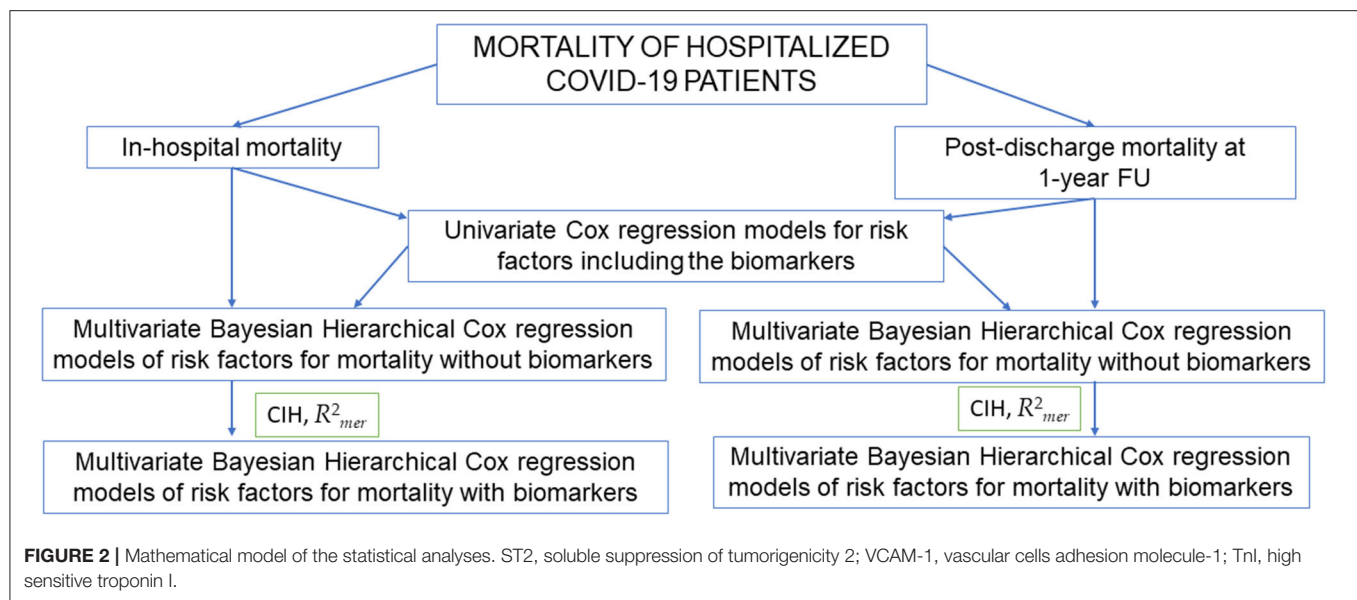 MORTALITY OF HOSPITALIZED
COVID-19 PATIENTS
In-hospital mortality
Post-discharge mortality at
1-year FU
Univariate Cox regression models for risk
factors including the biomarkers
Multivariate Bayesian Hierarchical Cox regression
models of risk factors for mortality without biomarkers
Multivariate Bayesian Hierarchical Cox regression
models of risk factors for mortality without biomarkers
CIH, R²mer
CIH, R²mer
Multivariate Bayesian Hierarchical Cox regression
models of risk factors for mortality with biomarkers
Multivariate Bayesian Hierarchical Cox regression
models of risk factors for mortality with biomarkers
FIGURE 2 | Mathematical model of the statistical analyses. ST2, soluble suppression of tumorigenicity 2; VCAM-1, vascular cells adhesion molecule-1; TnI, high
sensitive troponin I.